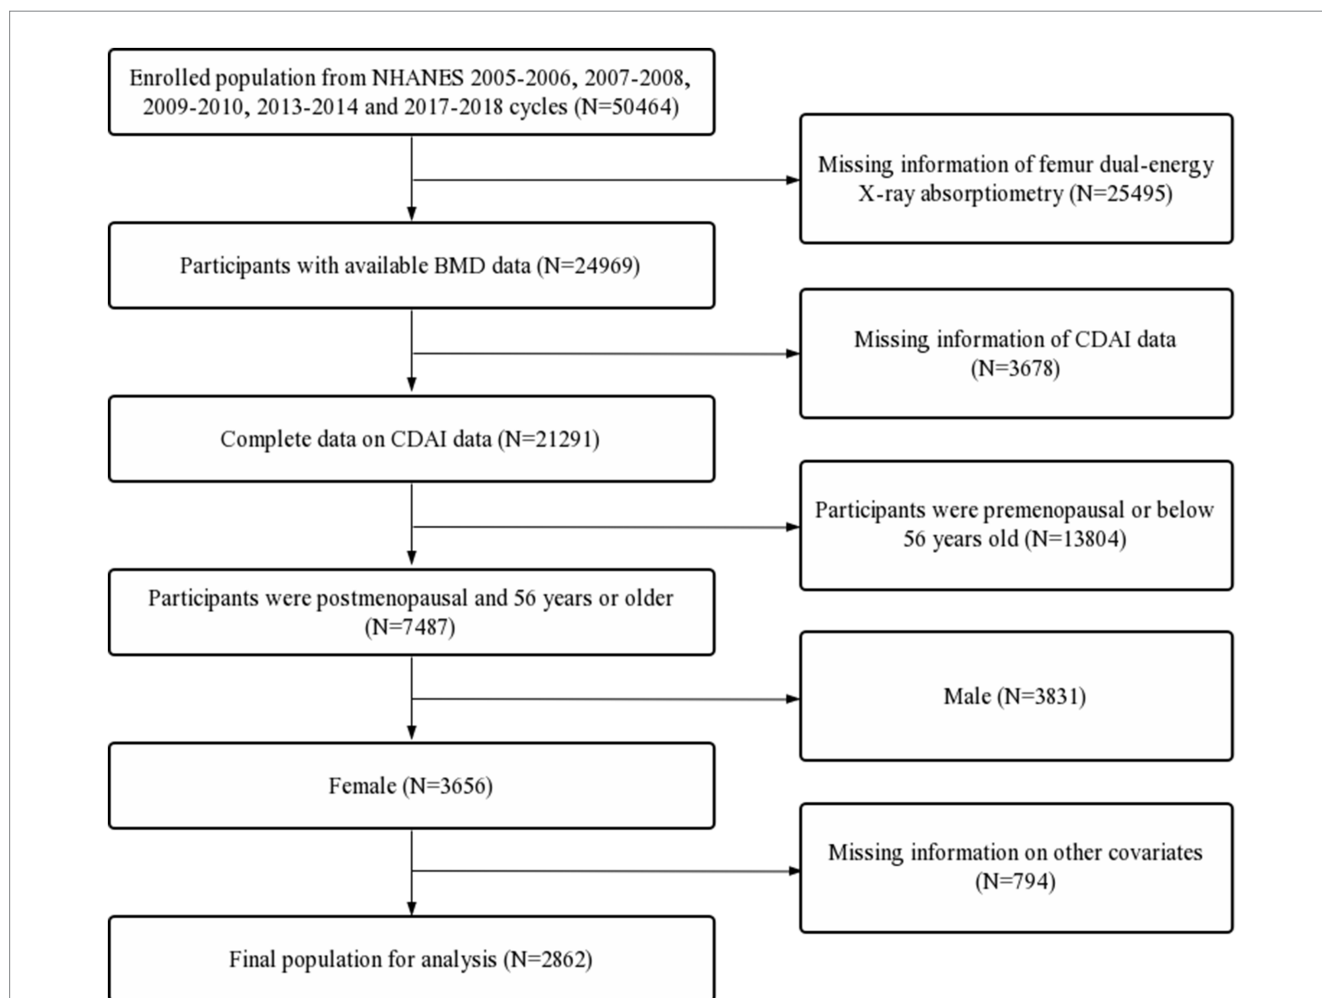 Enrolled population from NHANES 2005-2006, 2007-2008,
2009-2010, 2013-2014 and 2017-2018 cycles (N=50464)
Missing information of femur dual-energy
X-ray absorptiometry (N=25495)
Participants with available BMD data (N=24969)
Missing information of CDAI data
(N=3678)
Complete data on CDAI data (N=21291)
Participants were premenopausal or below
56 years old (N=13804)
Participants were postmenopausal and 56 years or older
(N=7487)
Male (N=3831)
Female (N=3656)
Missing information on other covariates
(N=794)
Final population for analysis (N=2862)